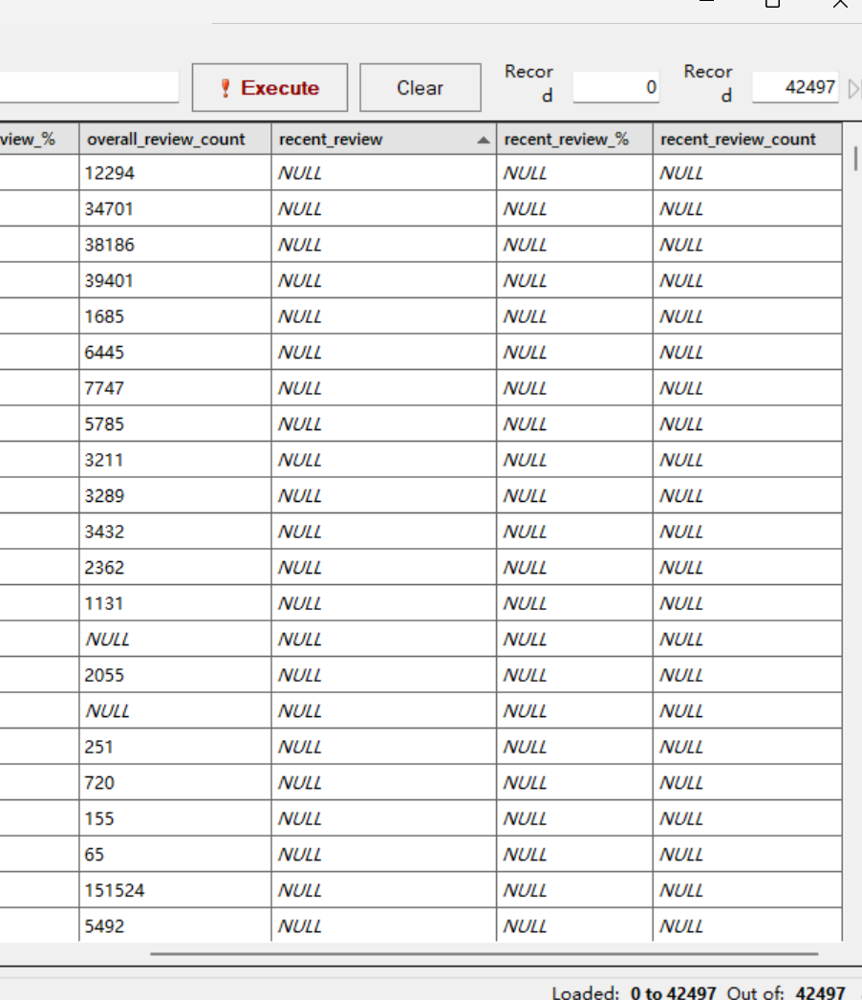 Execute Clear Recor
d 0 Recor
d 42497
view_% overall_review_count recent_review recent_review_% recent_review_count
12294 NULL NULL NULL
34701 NULL NULL NULL
38186 NULL NULL NULL
39401 NULL NULL NULL
1685 NULL NULL NULL
6445 NULL NULL NULL
7747 NULL NULL NULL
5785 NULL NULL NULL
3211 NULL NULL NULL
3289 NULL NULL NULL
3432 NULL NULL NULL
2362 NULL NULL NULL
1131 NULL NULL NULL
NULL NULL NULL NULL
2055 NULL NULL NULL
NULL NULL NULL NULL
251 NULL NULL NULL
720 NULL NULL NULL
155 NULL NULL NULL
65 NULL NULL NULL
151524 NULL NULL NULL
5492 NULL NULL NULL
Loaded: 0 to 42497 Out of: 42497